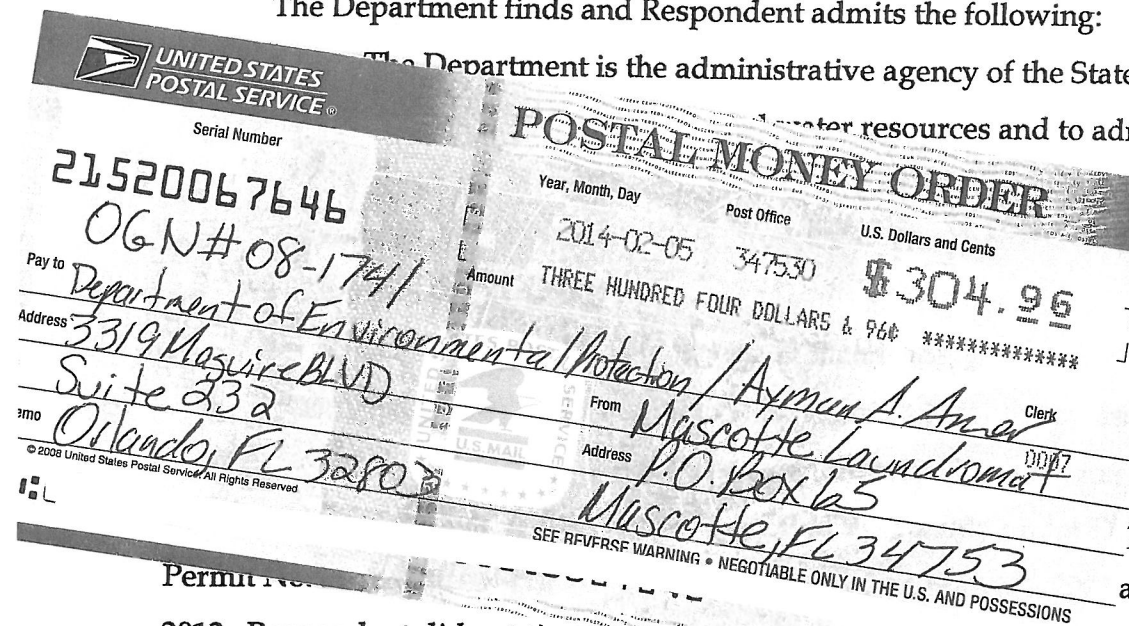 The Department finds and Respondent admits the following:
The Department is the administrative agency of the State
water resources and to
UNITED STATES
POSTAL SERVICE®
POSTAL MONEY ORDER
Serial Number
21520067646
Year, Month, Day
Post Office
U.S. Dollars and Cents
2014-02-05
347530
$304.96
OGN# 08-1741
Amount
THREE HUNDRED FOUR DOLLARS & 96¢ **************
Pay to Department of Environmental Protection / Ayman A. Amer
Address 3319 Maguire BLVD
Suite 232
Orlando, FL 32803
Clerk
0007
From Mascotte Laundromat
Address P.O. Box 65
Mascotte, FL 34753
U.S. MAIL
© 2008 United States Postal Service. All Rights Reserved
SEE REVERSE WARNING • NEGOTIABLE ONLY IN THE U.S. AND POSSESSIONS
Permit